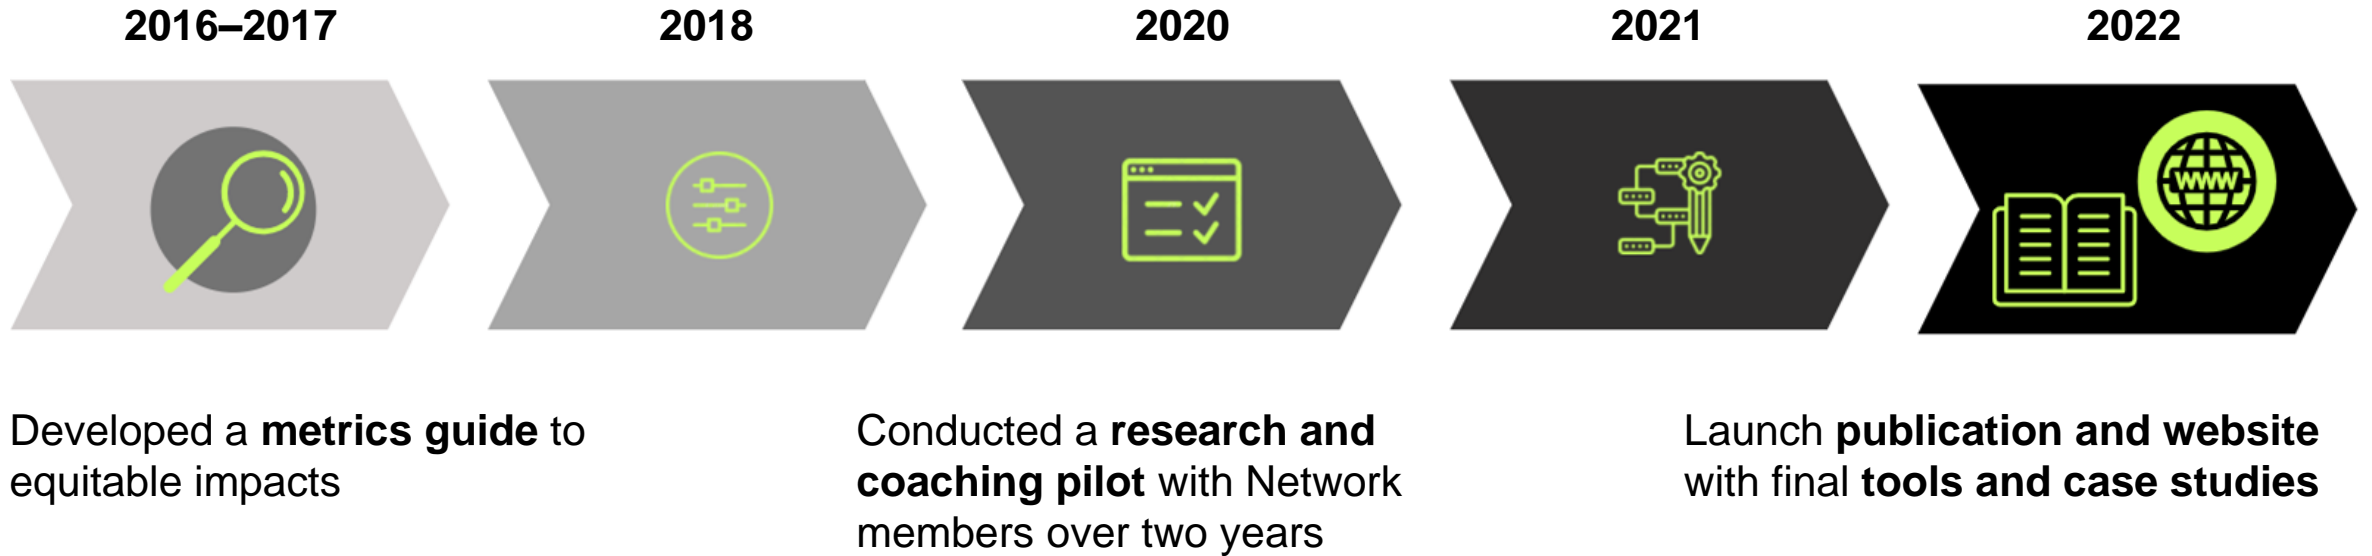 2016–2017
2018
2020
2021
2022
WWW
Developed a metrics guide to
equitable impacts
Conducted a research and
coaching pilot with Network
members over two years
Launch publication and website
with final tools and case studies